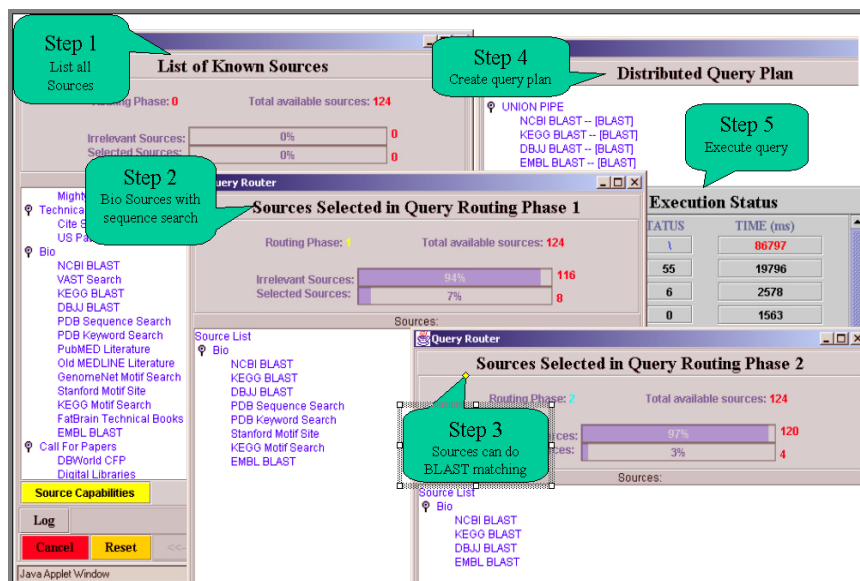 Step 1
List all
Sources
List of Known Sources
Routing Phase: 0
Total available sources: 124
Irrelevant Sources:
0%
0
Selected Sources:
0%
0
Technical
Cite
US
Bio
NCBI BLAST
VAST Search
KEGG BLAST
DBJJ BLAST
PDB Sequence Search
PDB Keyword Search
PubMED Literature
Old MEDLINE Literature
GenomeNet Motif Search
Stanford Motif Site
KEGG Motif Search
FatBrain Technical Books
EMBL BLAST
Call For Papers
DBWorld CFP
Digital Libraries
Source Capabilities
Log
Cancel
Reset
<<-
Java Applet Window
Step 2
Bio Sources with
sequence search
Query Router
Sources Selected in Query Routing Phase 1
Routing Phase: 1
Total available sources: 124
Irrelevant Sources:
94%
116
Selected Sources:
7%
8
Sources:
Source List
Bio
NCBI BLAST
KEGG BLAST
DBJJ BLAST
PDB Sequence Search
PDB Keyword Search
Stanford Motif Site
KEGG Motif Search
EMBL BLAST
Step 3
Sources can do
BLAST matching
Query Router
Sources Selected in Query Routing Phase 2
Routing Phase: 2
Total available sources: 124
97%
120
3%
4
Sources:
Source List
Bio
NCBI BLAST
KEGG BLAST
DBJJ BLAST
EMBL BLAST
Step 4
Create query plan
Distributed Query Plan
UNION PIPE
NCBI BLAST -- [BLAST]
KEGG BLAST -- [BLAST]
DBJJ BLAST -- [BLAST]
EMBL BLAST -- [BLAST]
Step 5
Execute query
Execution Status
STATUS
TIME (ms)
\
86797
55
19796
6
2578
0
1563